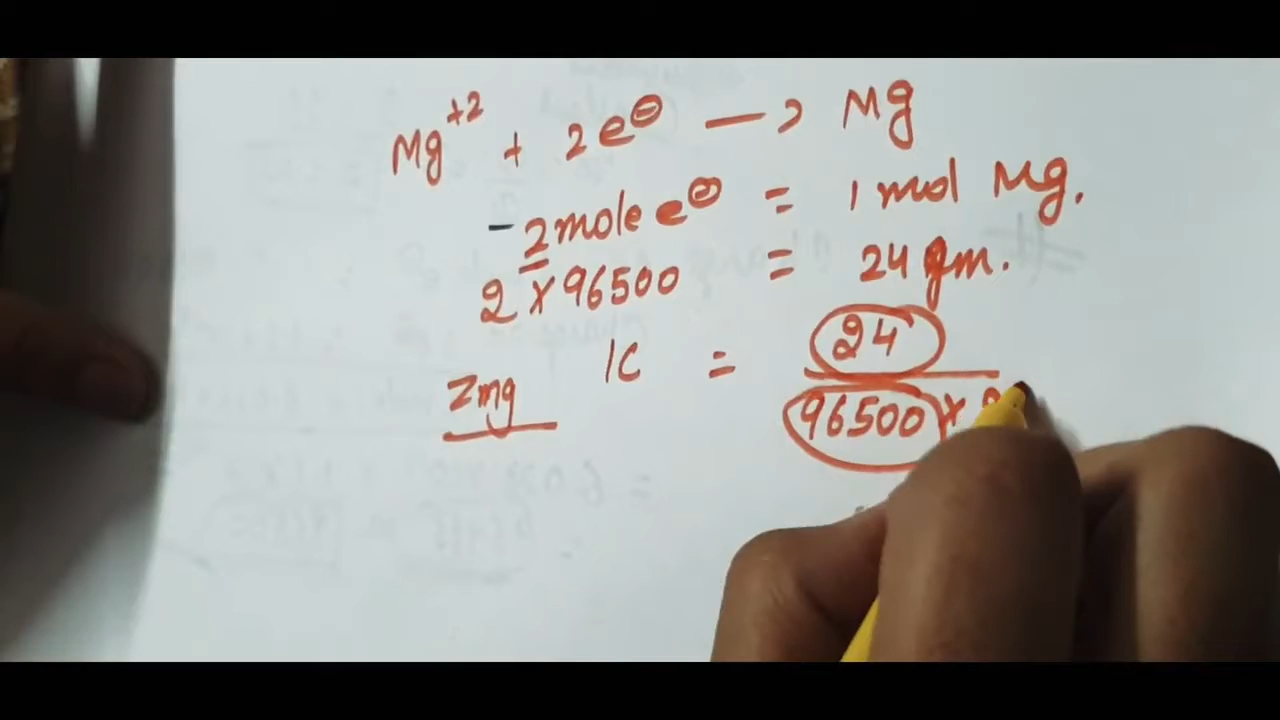 Mg+2 + 2e⊖ → Mg
2mole e⊖ = 1 mol Mg.
2 × 96500 = 24 gm.
Zmg 1C = 24
96500 ×